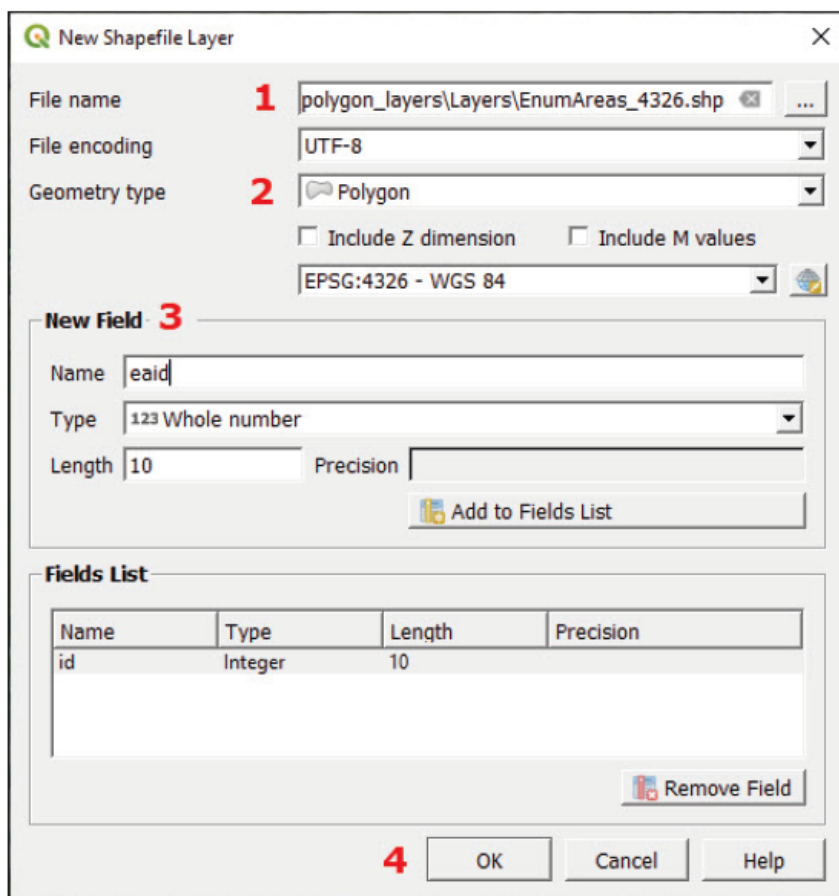 New Shapefile Layer
File name 1 polygon_layers\Layers\EnumAreas_4326.shp ...
File encoding UTF-8
Geometry type 2 Polygon
Include Z dimension Include M values
EPSG:4326 - WGS 84
New Field 3
Name eaid
Type 123 Whole number
Length 10 Precision
Add to Fields List
Fields List
Name Type Length Precision
id Integer 10
Remove Field
4 OK Cancel Help